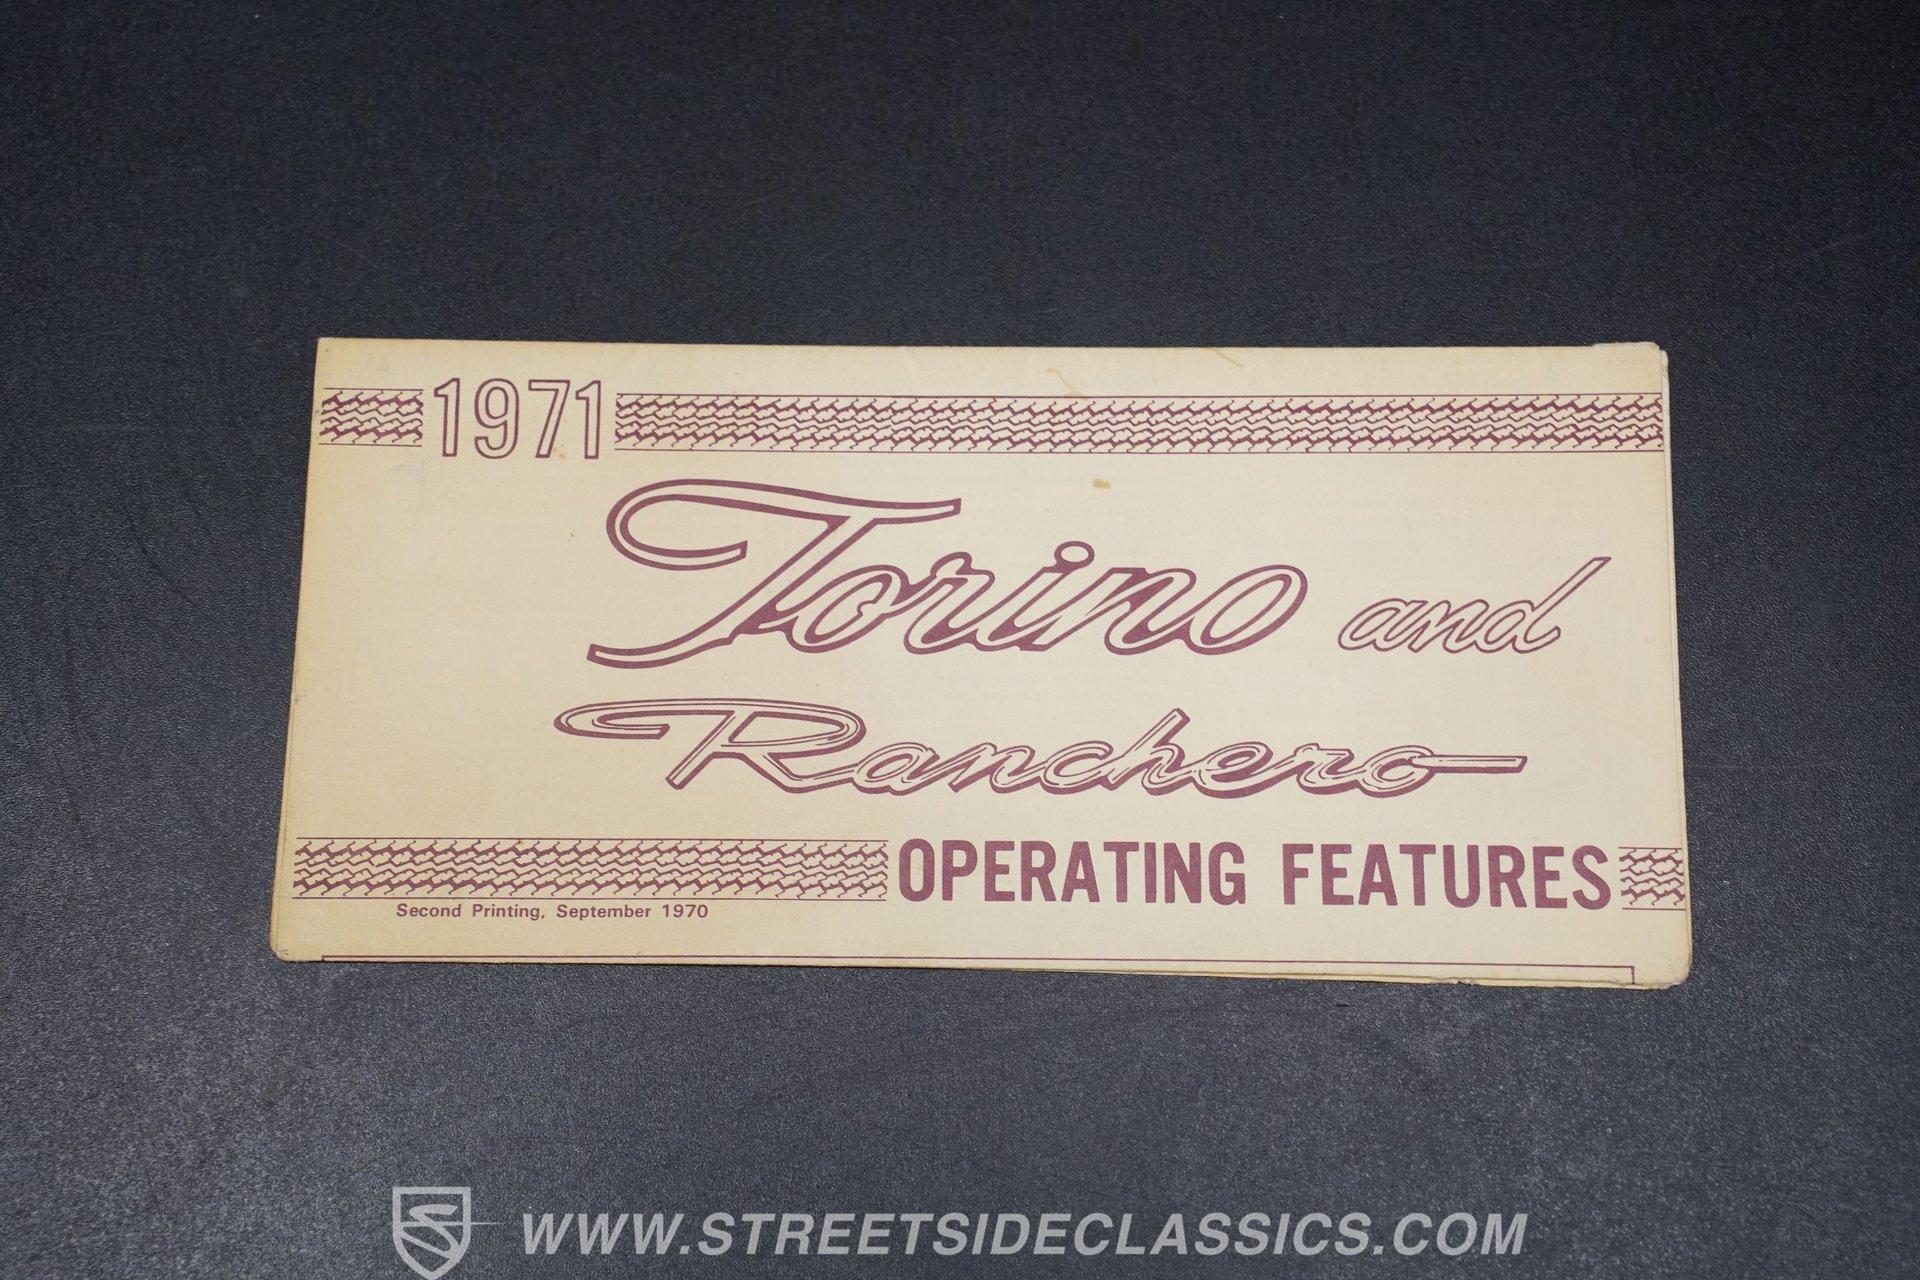 1971
Torino and
Ranchero
OPERATING FEATURES
Second Printing, September 1970
WWW.STREETSIDECLASSICS.COM